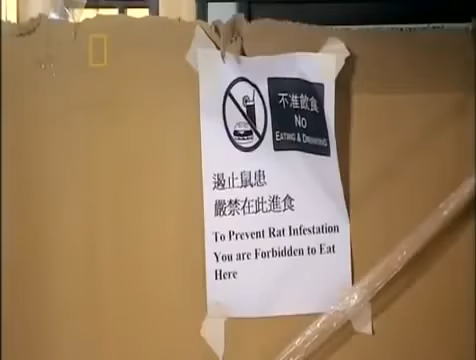 不准飲食
No
EATING & DRINKING
遏止鼠患
嚴禁在此進食
To Prevent Rat Infestation
You are Forbidden to Eat
Here